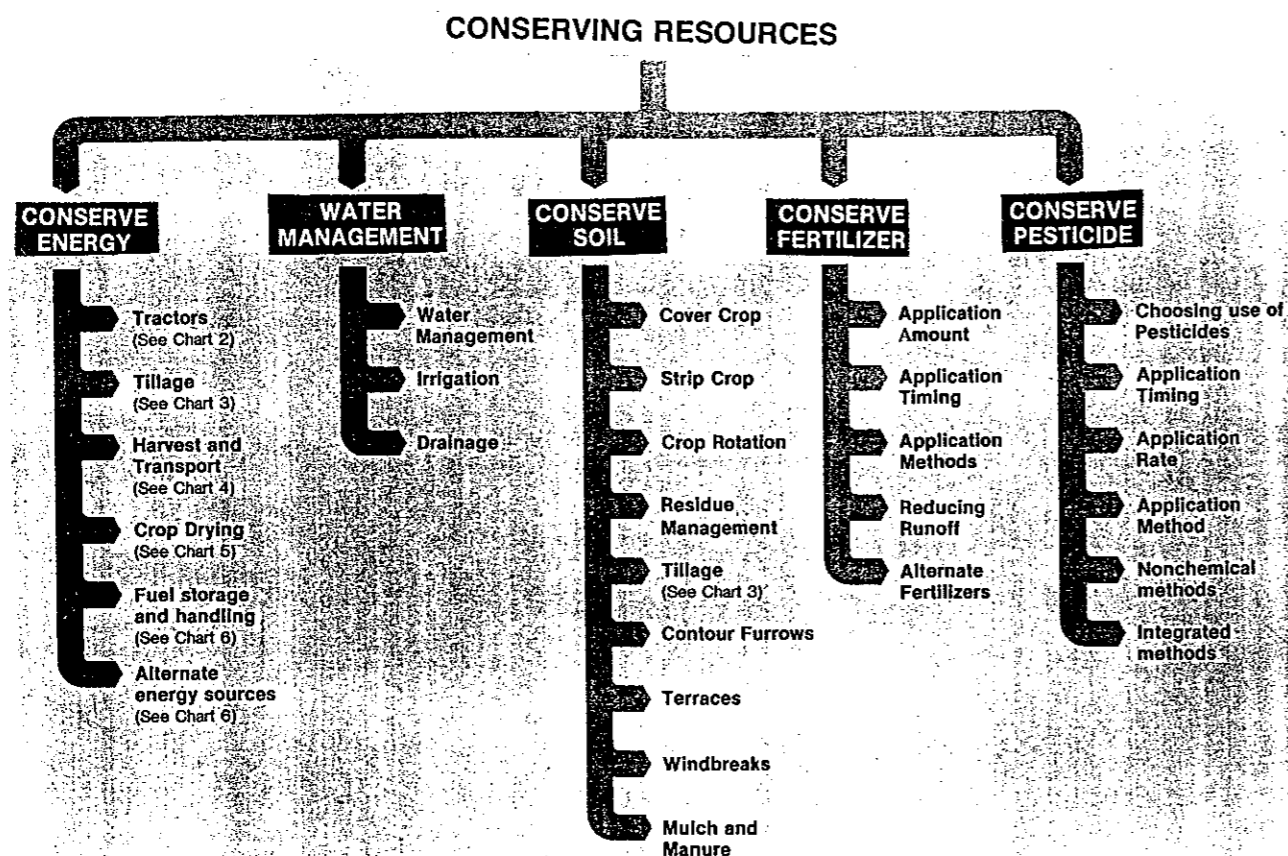 CONSERVING RESOURCES
CONSERVE
ENERGY
Tractors
(See Chart 2)
Tillage
(See Chart 3)
Harvest and
Transport
(See Chart 4)
Crop Drying
(See Chart 5)
Fuel storage
and handling
(See Chart 6)
Alternate
energy sources
(See Chart 6)
WATER
MANAGEMENT
Water
Management
Irrigation
Drainage
CONSERVE
SOIL
Cover Crop
Strip Crop
Crop Rotation
Residue
Management
Tillage
(See Chart 3)
Contour Furrows
Terraces
Windbreaks
Mulch and
Manure
CONSERVE
FERTILIZER
Application
Amount
Application
Timing
Application
Methods
Reducing
Runoff
Alternate
Fertilizers
CONSERVE
PESTICIDE
Choosing use of
Pesticides
Application
Timing
Application
Rate
Application
Method
Nonchemical
methods
Integrated
methods